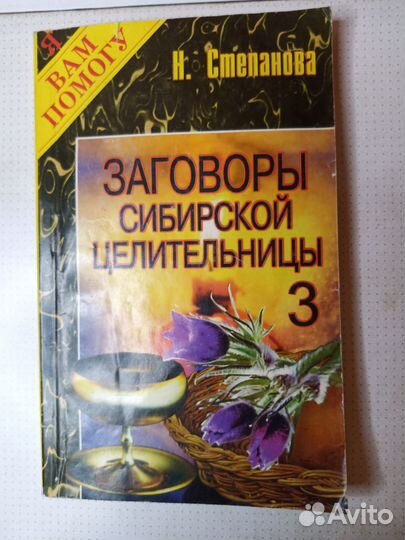 Я
ВАМ
ПОМОГУ
Н. Степанова
ЗАГОВОРЫ
СИБИРСКОЙ
ЦЕЛИТЕЛЬНИЦЫ
3
Avito